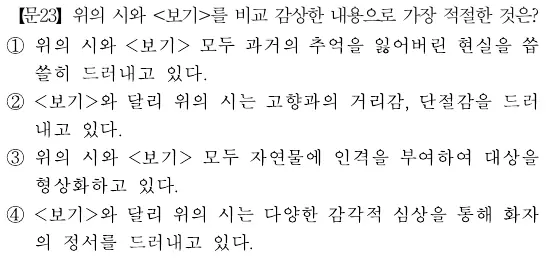 【문23】 위의 시와 <보기>를 비교 감상한 내용으로 가장 적절한 것은?
① 위의 시와 <보기> 모두 과거의 추억을 잃어버린 현실을 씁
쓸히 드러내고 있다.
② <보기>와 달리 위의 시는 고향과의 거리감, 단절감을 드러
내고 있다.
③ 위의 시와 <보기> 모두 자연물에 인격을 부여하여 대상을
형상화하고 있다.
④ <보기>와 달리 위의 시는 다양한 감각적 심상을 통해 화자
의 정서를 드러내고 있다.